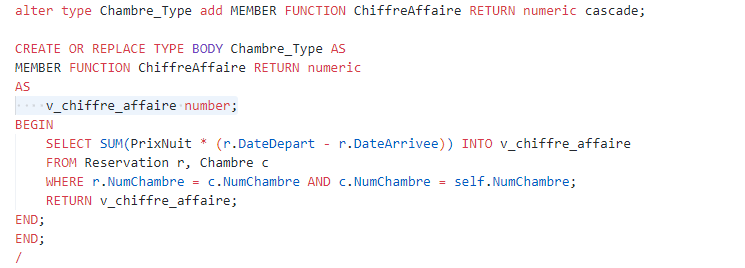 alter type Chambre_Type add MEMBER FUNCTION ChiffreAffaire RETURN numeric cascade;
CREATE OR REPLACE TYPE BODY Chambre_Type AS
MEMBER FUNCTION ChiffreAffaire RETURN numeric
AS
v_chiffre_affaire number;
BEGIN
SELECT SUM(PrixNuit * (r.DateDepart - r.DateArrivee)) INTO v_chiffre_affaire
FROM Reservation r, Chambre c
WHERE r.NumChambre = c.NumChambre AND c.NumChambre = self.NumChambre;
RETURN v_chiffre_affaire;
END;
END;
/